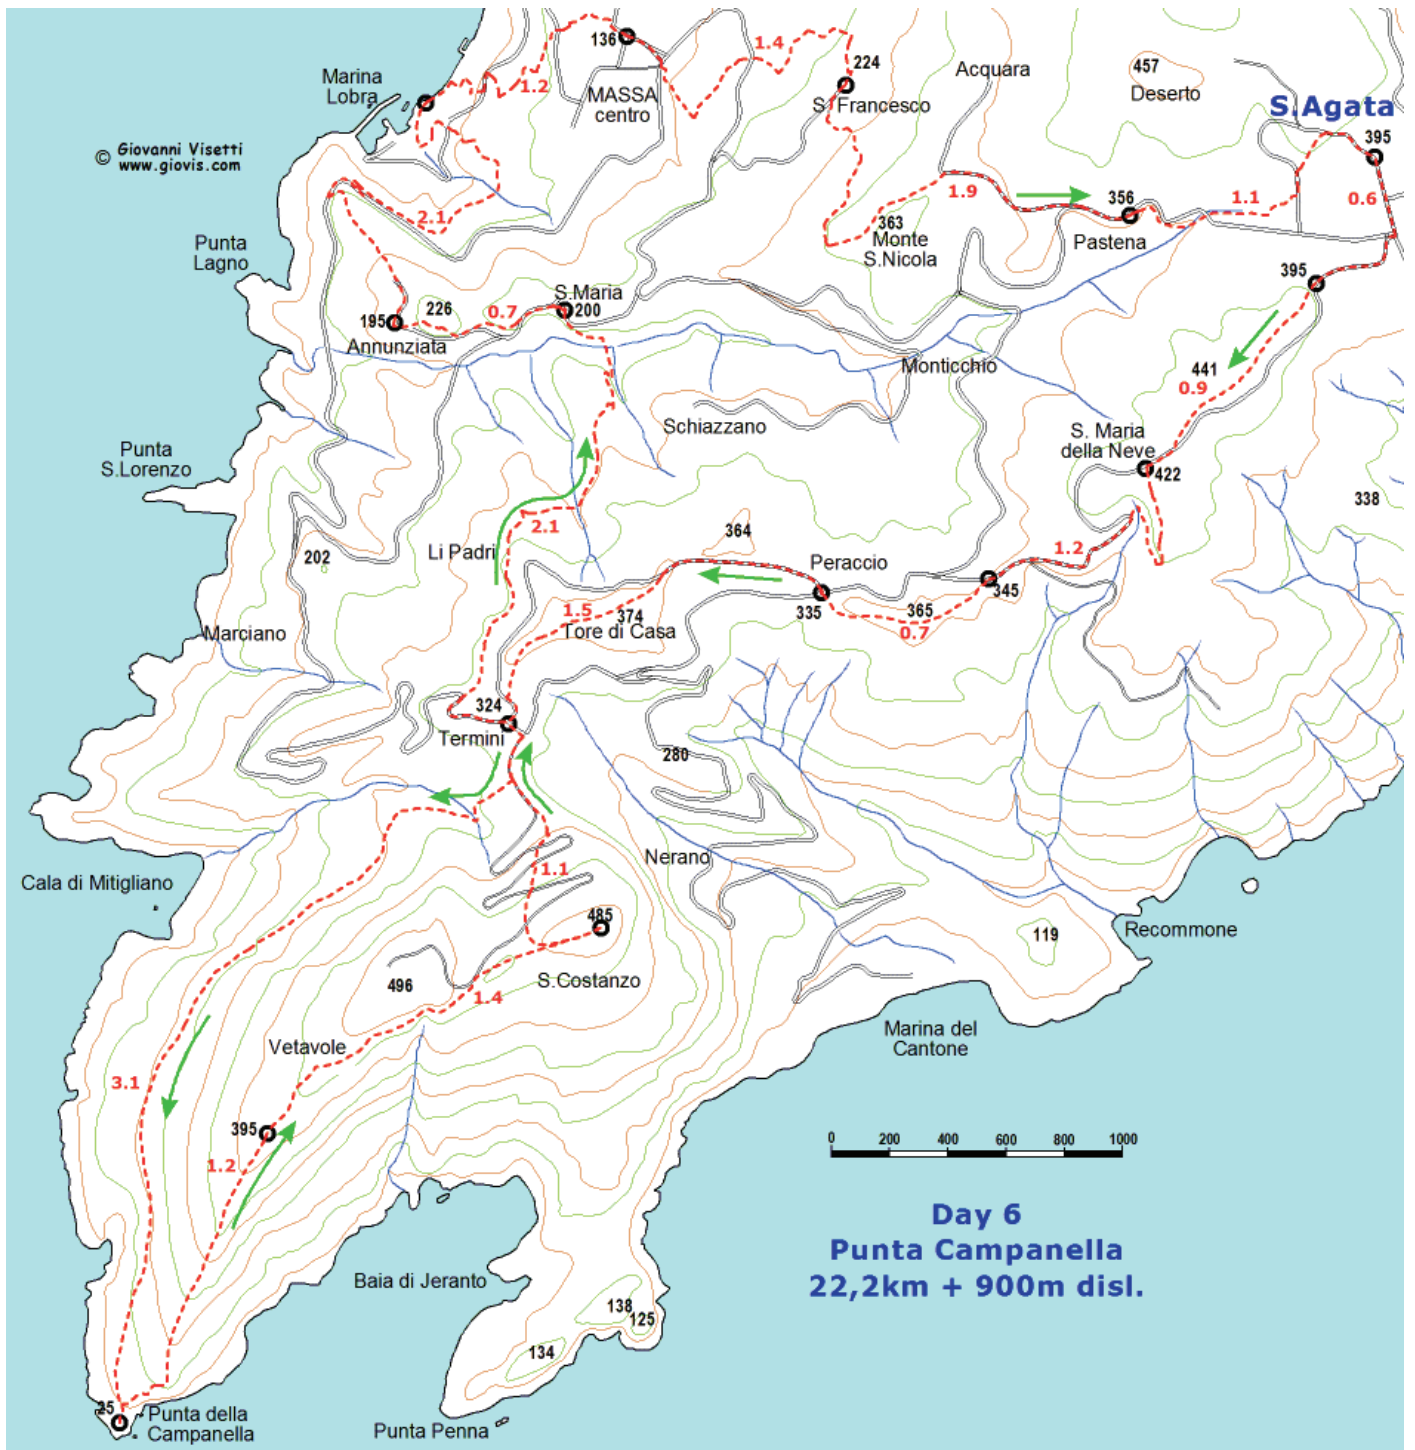 136
1.4
224
Acquara
457
Deserto
S.Agata
Marina
Lobra
1.2
MASSA
centro
S. Francesco
395
© Giovanni Visetti
www.giovis.com
2.1
1.9
356
1.1
0.6
363
Monte
S.Nicola
Pastena
Punta
Lagno
395
S.Maria
226
0.7
200
195
Annunziata
Monticchio
441
0.9
Schiazzano
S. Maria
della Neve
422
Punta
S.Lorenzo
338
2.1
364
1.2
Li Padri
202
Peraccio
345
1.5
374
335
365
0.7
Marciano
Tore di Casa
324
Termini
280
Nerano
1.1
Cala di Mitigliano
485
119
Recommone
496
S.Costanzo
1.4
Marina del
Cantone
Vetavole
3.1
395
1.2
0 200 400 600 800 1000
Day 6
Punta Campanella
22,2km + 900m disl.
Baia di Jeranto
138
125
134
25
Punta della
Campanella
Punta Penna